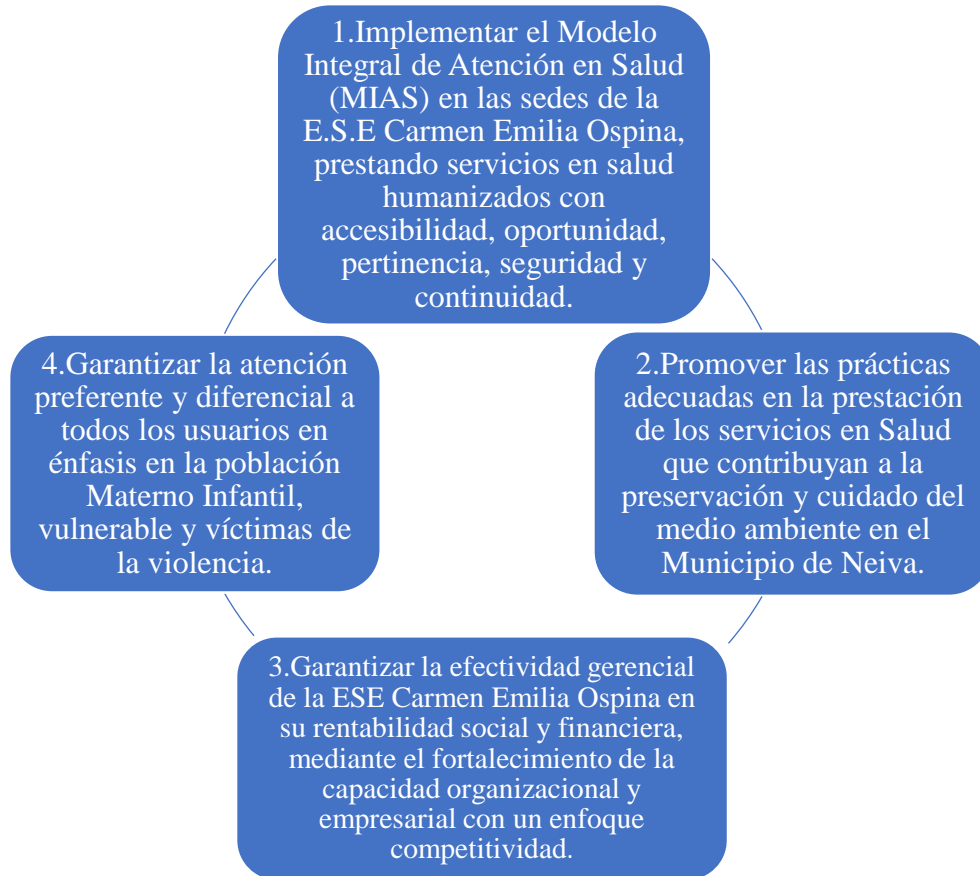 1.Implementar el Modelo
Integral de Atención en Salud
(MIAS) en las sedes de la
E.S.E Carmen Emilia Ospina,
prestando servicios en salud
humanizados con
accesibilidad, oportunidad,
pertinencia, seguridad y
continuidad.
2.Promover las prácticas
adecuadas en la prestación
de los servicios en Salud
que contribuyan a la
preservación y cuidado del
medio ambiente en el
Municipio de Neiva.
3.Garantizar la efectividad gerencial
de la ESE Carmen Emilia Ospina en
su rentabilidad social y financiera,
mediante el fortalecimiento de la
capacidad organizacional y
empresarial con un enfoque
competitividad.
4.Garantizar la atención
preferente y diferencial a
todos los usuarios en
énfasis en la población
Materno Infantil,
vulnerable y víctimas de
la violencia.